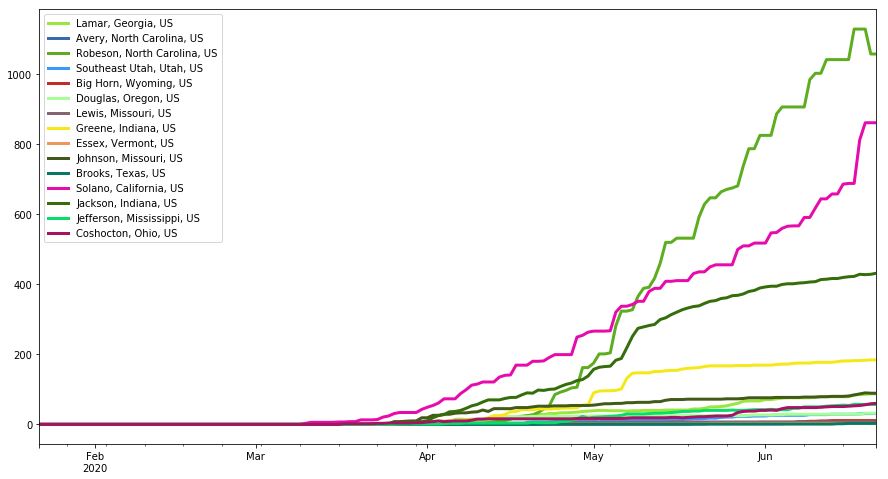 Lamar, Georgia, US
Avery, North Carolina, US
Robeson, North Carolina, US
Southeast Utah, Utah, US
Big Horn, Wyoming, US
Douglas, Oregon, US
Lewis, Missouri, US
Greene, Indiana, US
Essex, Vermont, US
Johnson, Missouri, US
Brooks, Texas, US
Solano, California, US
Jackson, Indiana, US
Jefferson, Mississippi, US
Coshocton, Ohio, US
1000
800
600
400
200
0
Feb Mar Apr May Jun
2020